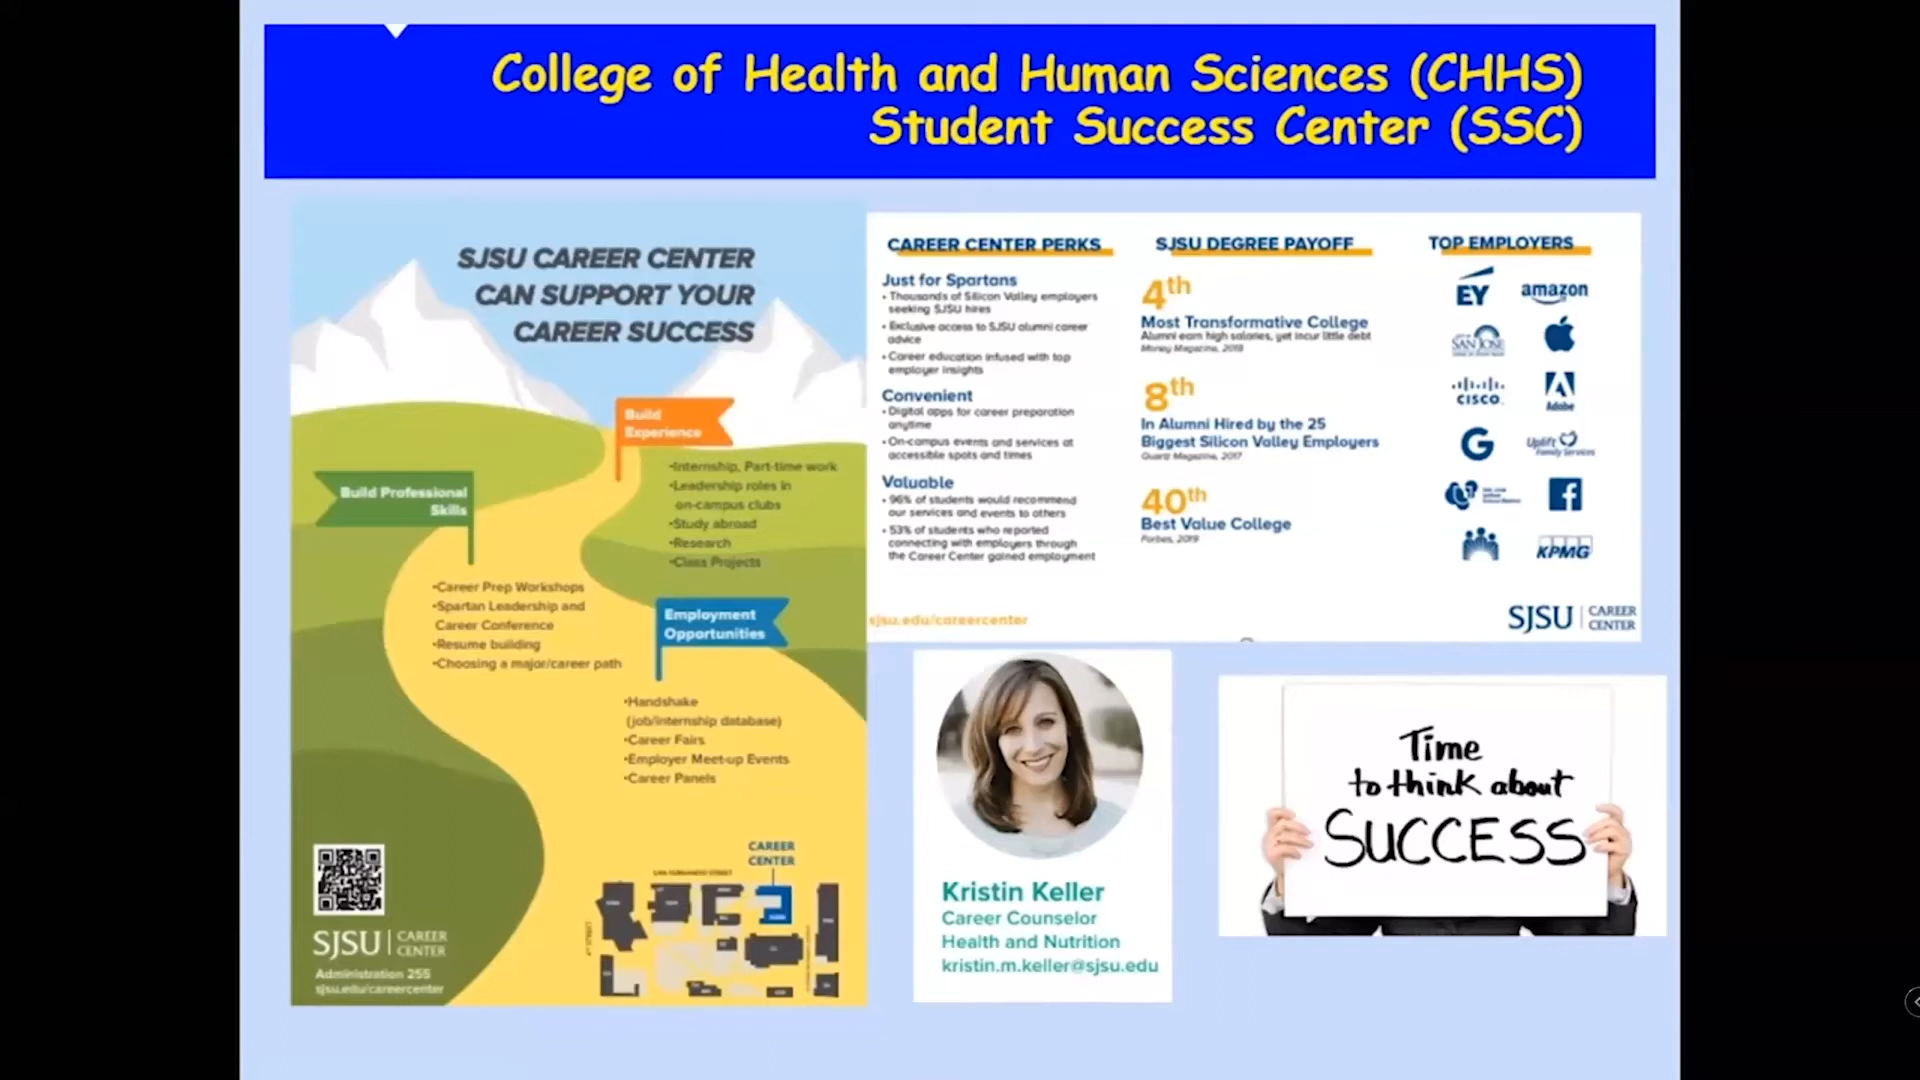 College of Health and Human Sciences (CHHS)
Student Success Center (SSC)
SJSU CAREER CENTER
CAN SUPPORT YOUR
CAREER SUCCESS
Build
Experience
•Internship, Part-time work
•Leadership roles in
on-campus clubs
•Study abroad
•Research
•Class Projects
Build Professional
Skills
•Career Prep Workshops
•Spartan Leadership and
Career Conference
•Resume building
•Choosing a major/career path
Employment
Opportunities
•Handshake
(job/internship database)
•Career Fairs
•Employer Meet-up Events
•Career Panels
CAREER
CENTER
SAN FERNANDO STREET
SJSU | CAREER
CENTER
Administration 255
sjsu.edu/careercenter
CAREER CENTER PERKS
Just for Spartans
• Thousands of Silicon Valley employers
seeking SJSU hires
• Exclusive access to SJSU alumni career
advice
• Career education infused with top
employer insights
Convenient
• Digital apps for career preparation
anytime
• On-campus events and services at
accessible spots and times
Valuable
• 96% of students would recommend
our services and events to others
• 53% of students who reported
connecting with employers through
the Career Center gained employment
sjsu.edu/careercenter
SJSU DEGREE PAYOFF
4th
Most Transformative College
Alumni earn high salaries, yet incur little debt
Money Magazine, 2018
8th
In Alumni Hired by the 25
Biggest Silicon Valley Employers
Quartz Magazine, 2017
40th
Best Value College
Forbes, 2019
TOP EMPLOYERS
EY
amazon
SAN JOSE
CISCO
Adobe
G
Uplift
Family Services
f
KPMG
SJSU | CAREER
CENTER
Kristin Keller
Career Counselor
Health and Nutrition
kristin.m.keller@sjsu.edu
Time
to think about
SUCCESS